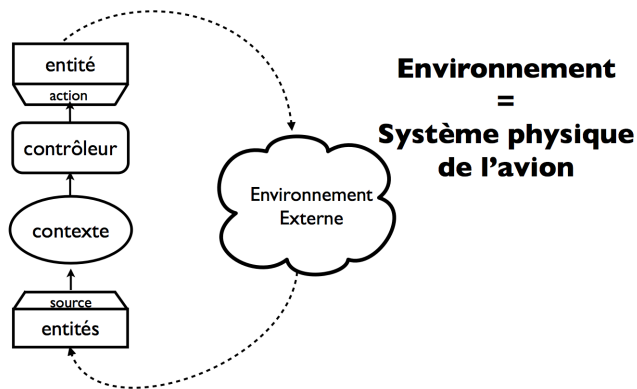 entité
action
contrôleur
contexte
source
entités
Environnement
Externe
Environnement
=
Système physique
de l'avion